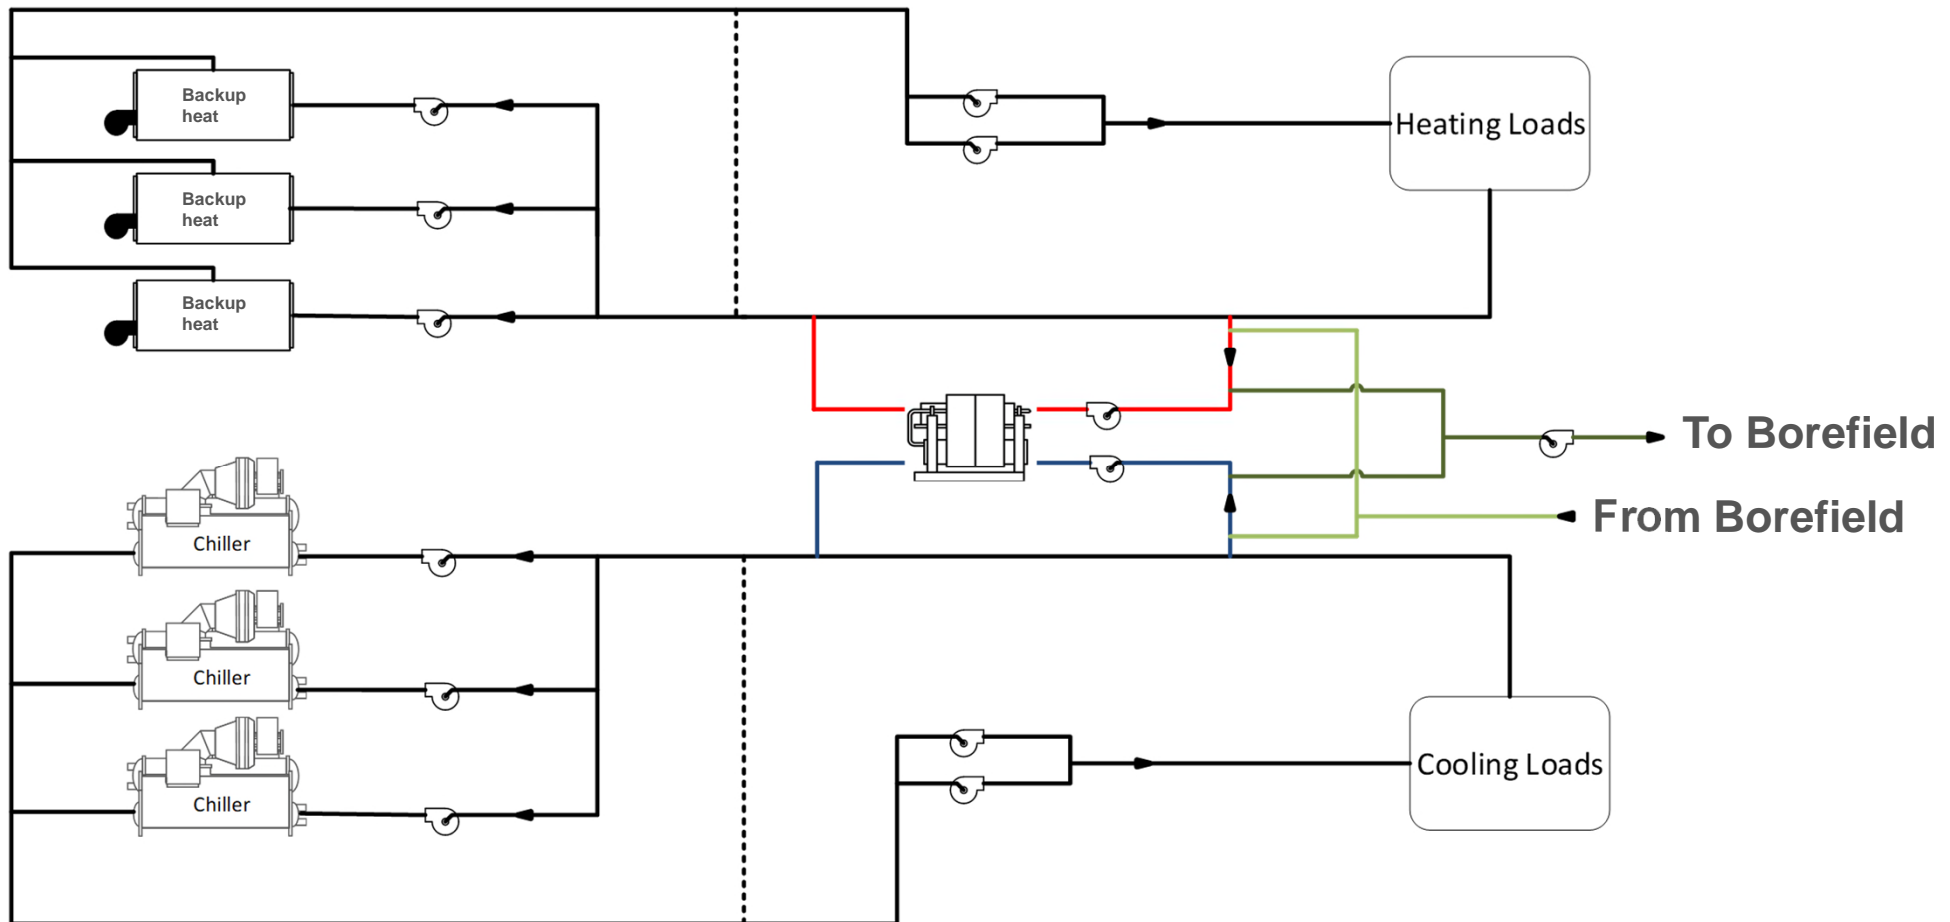 Backup
heat
Heating Loads
Backup
heat
Backup
heat
To Borefield
From Borefield
Chiller
Chiller
Cooling Loads
Chiller